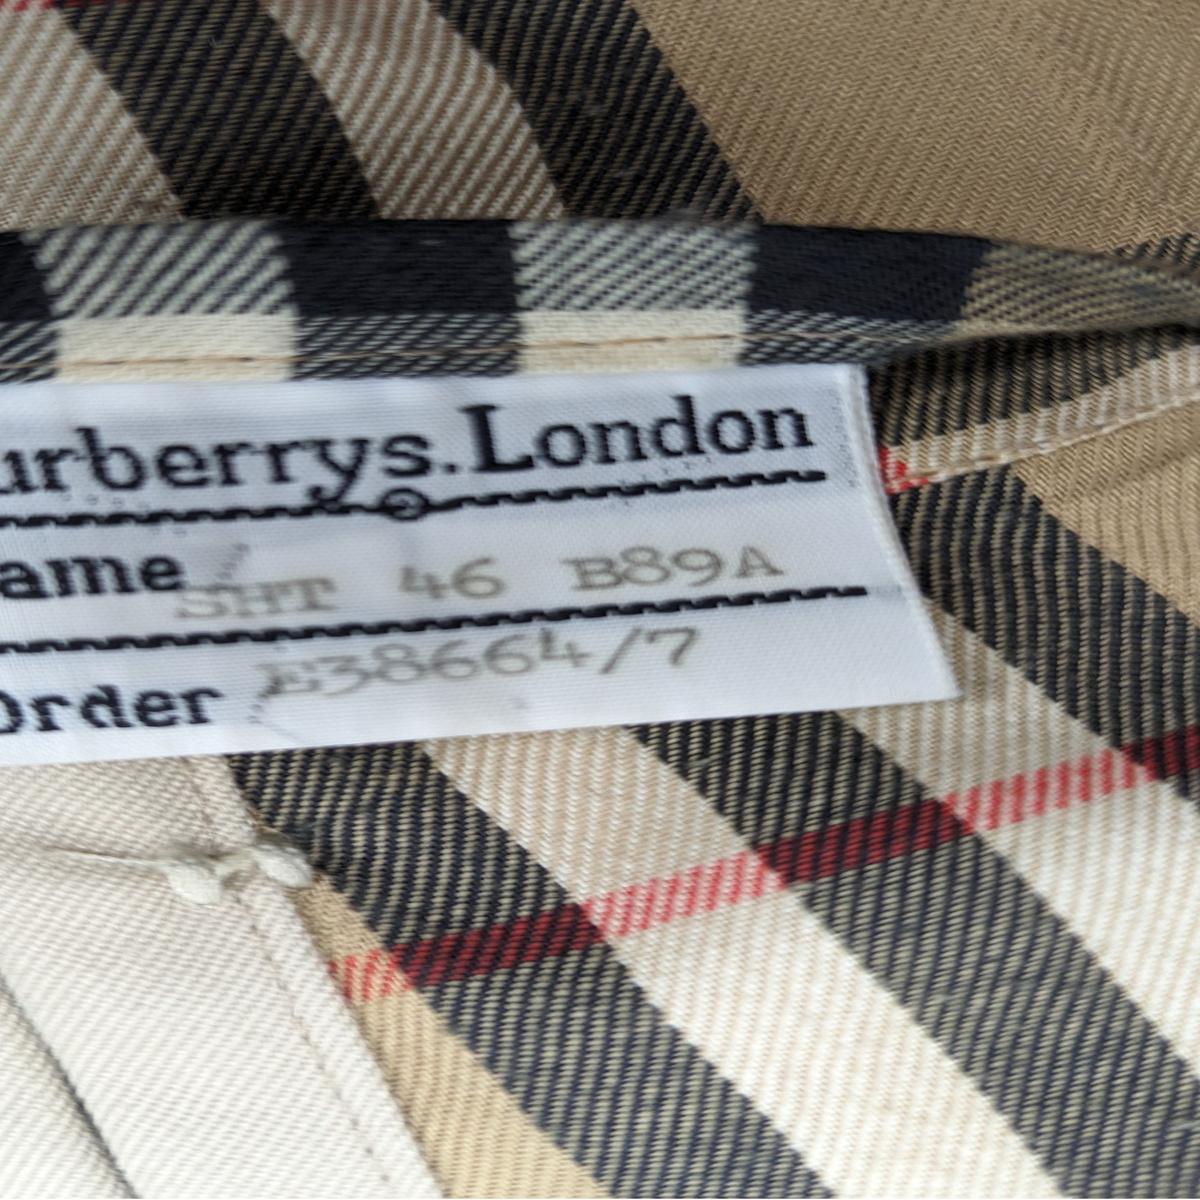 urberrys. London
ame SHT 46 B89A
Order E38664/7